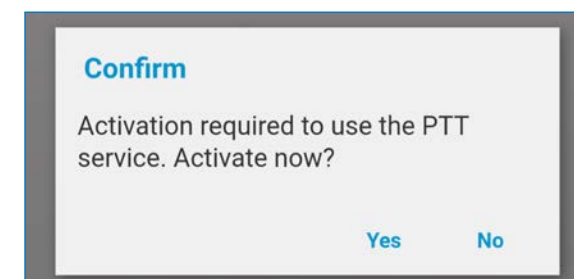 Confirm
Activation required to use the PTT
service. Activate now?
Yes No